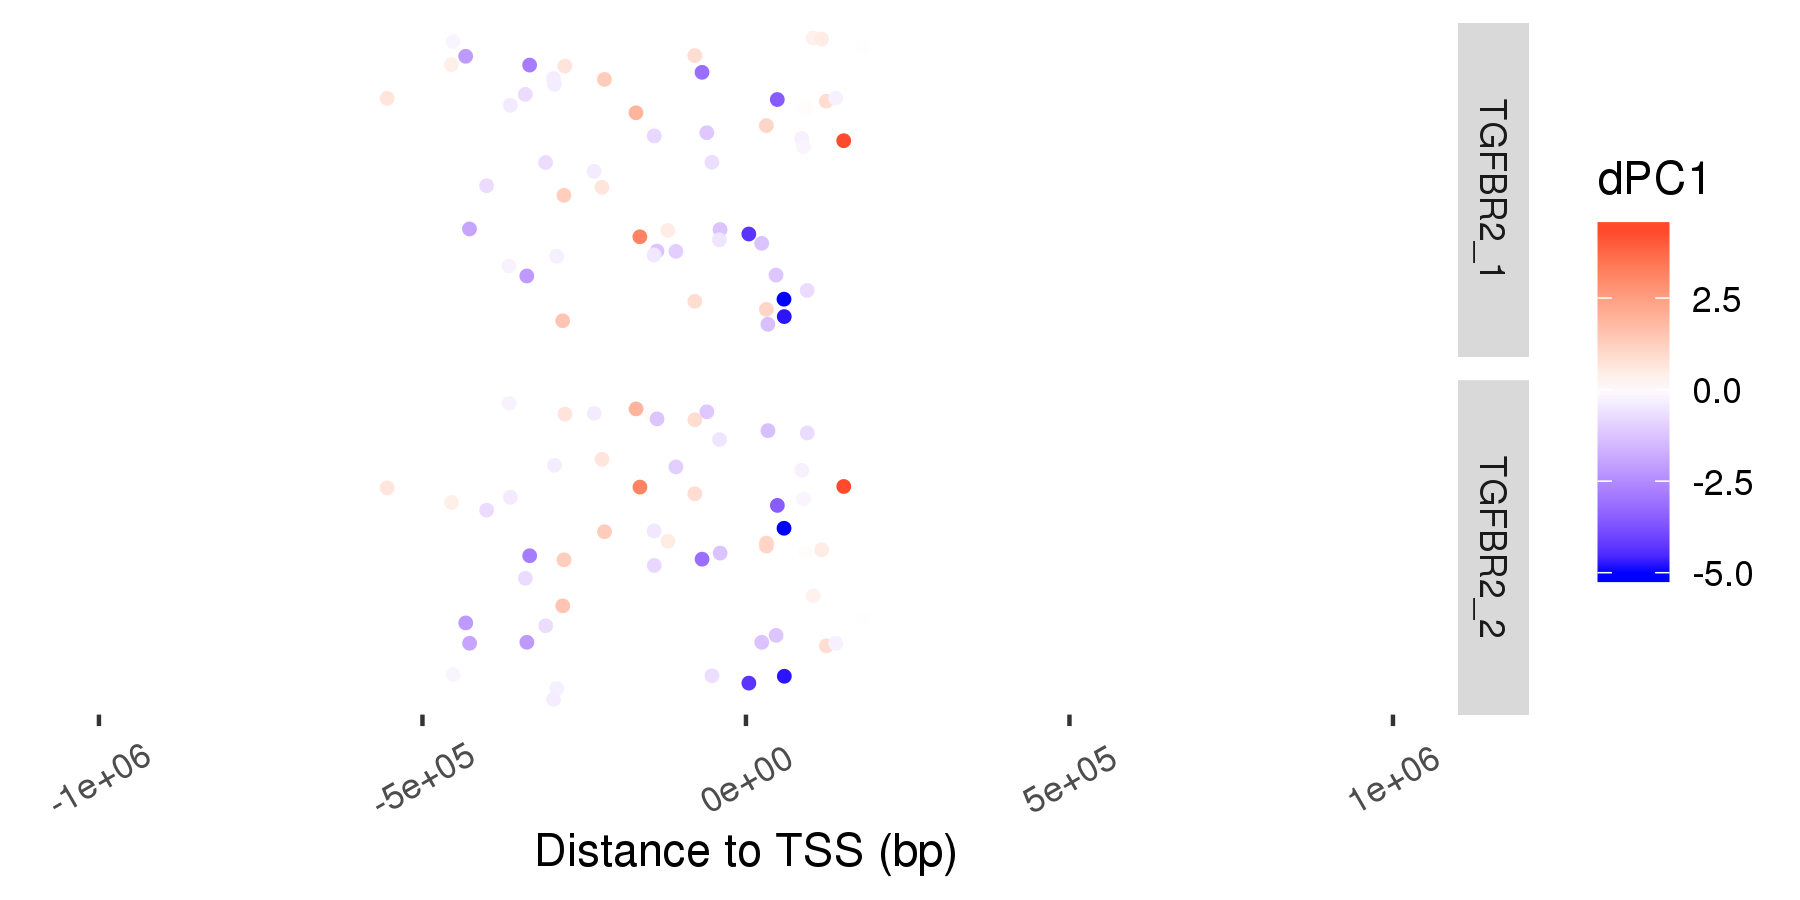 TGFBR2_1
TGFBR2_2
dPC1
2.5
0.0
-2.5
-5.0
-1e+06
-5e+05
0e+00
5e+05
1e+06
Distance to TSS (bp)